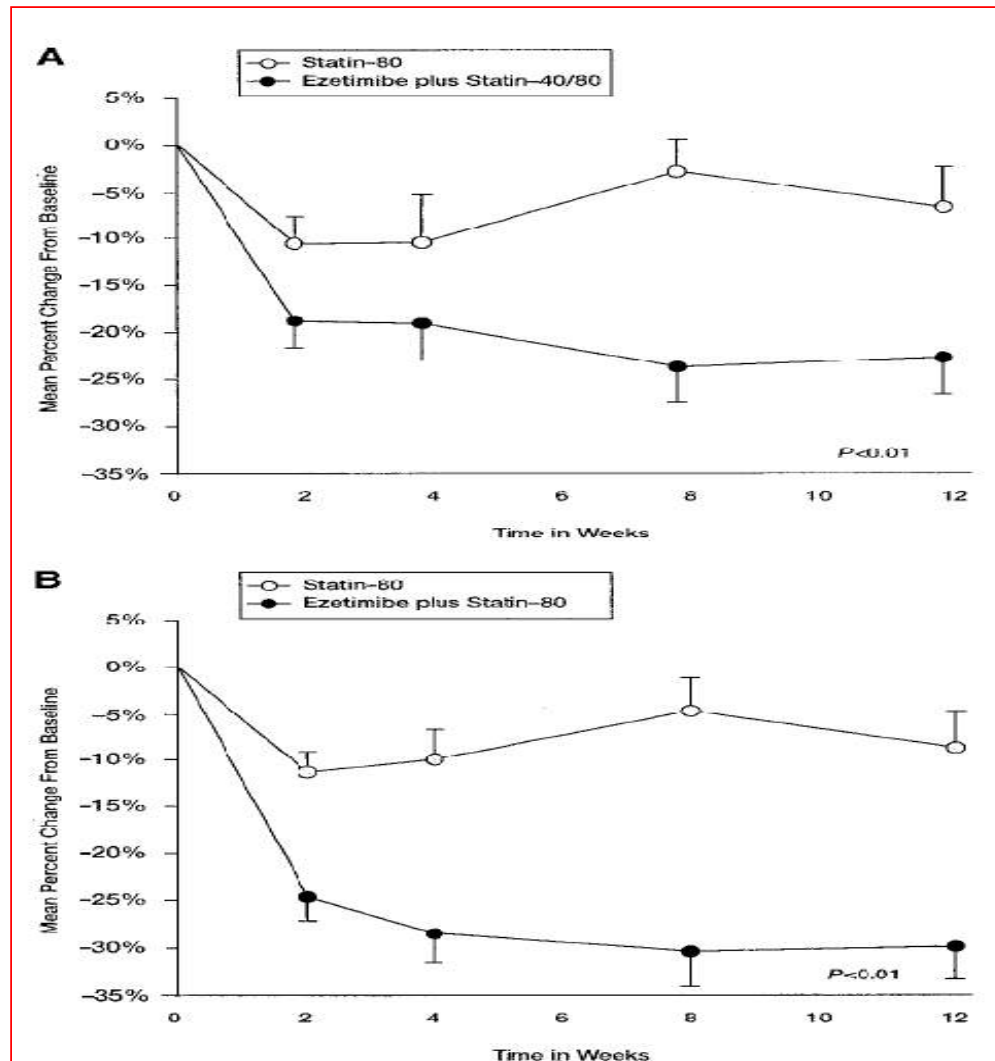 A
Statin-80
Ezetimibe plus Statin-40/80
5%
0%
-5%
-10%
-15%
-20%
-25%
-30%
-35%
Mean Percent Change From Baseline
P<0.01
0 2 4 6 8 10 12
Time in Weeks
B
Statin-80
Ezetimibe plus Statin-80
5%
0%
-5%
-10%
-15%
-20%
-25%
-30%
-35%
Mean Percent Change From Baseline
P<0.01
0 2 4 6 8 10 12
Time in Weeks